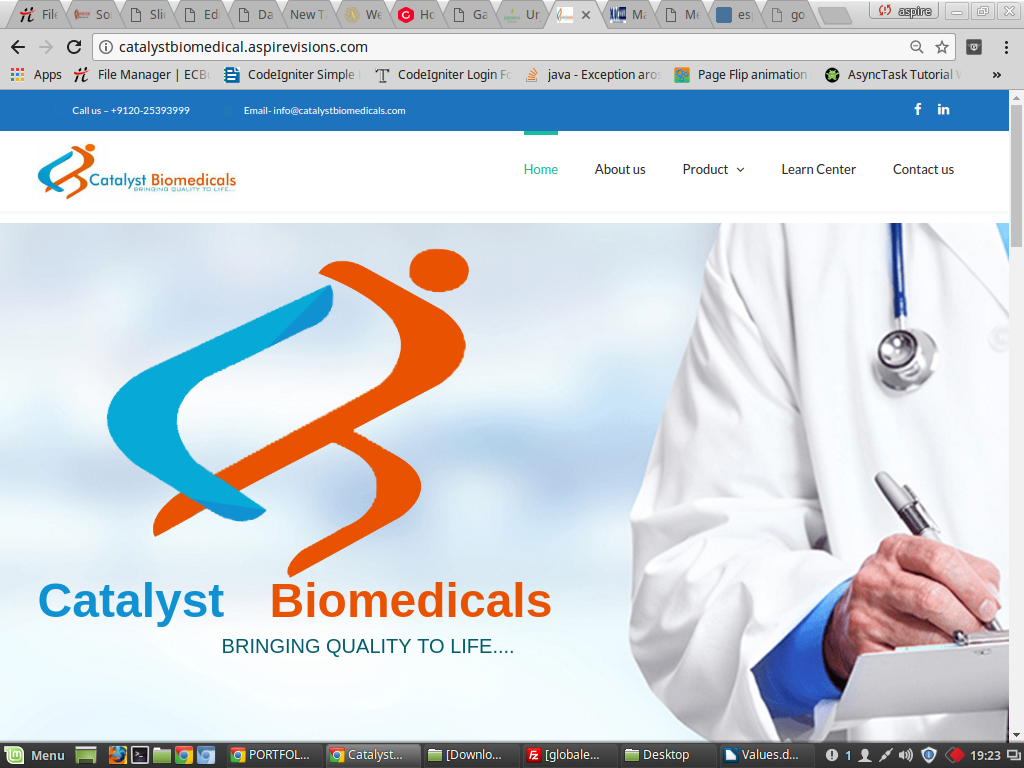 File
So
Sli
Edi
Da
New T
We
Ho
Ga
Ur
Ma
Me
esp
go
aspire
catalystbiomedical.aspirevisions.com
Apps File Manager | ECB CodeIgniter Simple CodeIgniter Login Fo java - Exception aros Page Flip animation AsyncTask Tutorial »
Call us – +9120-25393999 Email- info@catalystbiomedicals.com
Catalyst Biomedicals
BRINGING QUALITY TO LIFE...
Home About us Product Learn Center Contact us
Catalyst Biomedicals
BRINGING QUALITY TO LIFE....
Menu PORTFOL... Catalyst... [Downlo... [globale... Desktop Values.d... 1 19:23